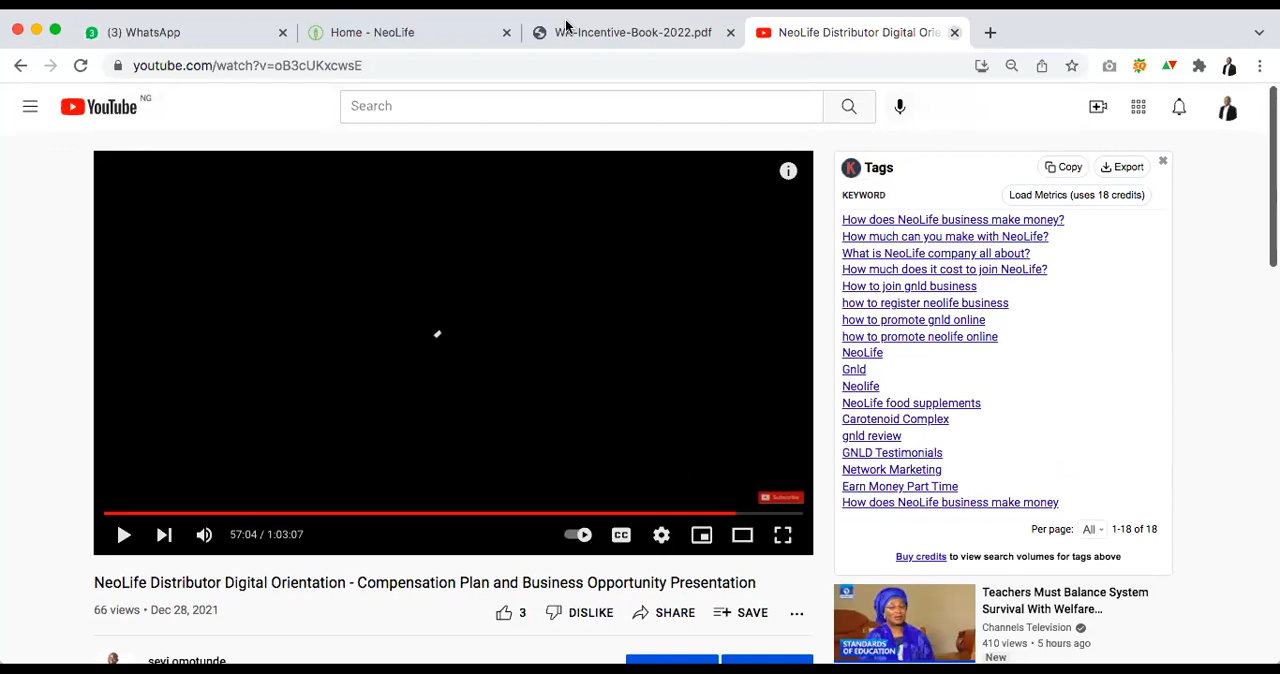 3 (3) WhatsApp
Home - NeoLife
WA-Incentive-Book-2022.pdf
NeoLife Distributor Digital Orie
youtube.com/watch?v=oB3cUKxcwsE
YouTube NG
Search
Tags
Copy
Export
KEYWORD
Load Metrics (uses 18 credits)
How does NeoLife business make money?
How much can you make with NeoLife?
What is NeoLife company all about?
How much does it cost to join NeoLife?
How to join gnld business
how to register neolife business
how to promote gnld online
how to promote neolife online
NeoLife
Gnld
Neolife
NeoLife food supplements
Carotenoid Complex
gnld review
GNLD Testimonials
Network Marketing
Earn Money Part Time
How does NeoLife business make money
Per page: All 1-18 of 18
Buy credits to view search volumes for tags above
Subscribe
57:04 / 1:03:07
CC
NeoLife Distributor Digital Orientation - Compensation Plan and Business Opportunity Presentation
66 views • Dec 28, 2021
3 DISLIKE SHARE SAVE
seyi omotunde
STANDARDS
OF EDUCATION
Teachers Must Balance System
Survival With Welfare...
Channels Television
410 views • 5 hours ago
New